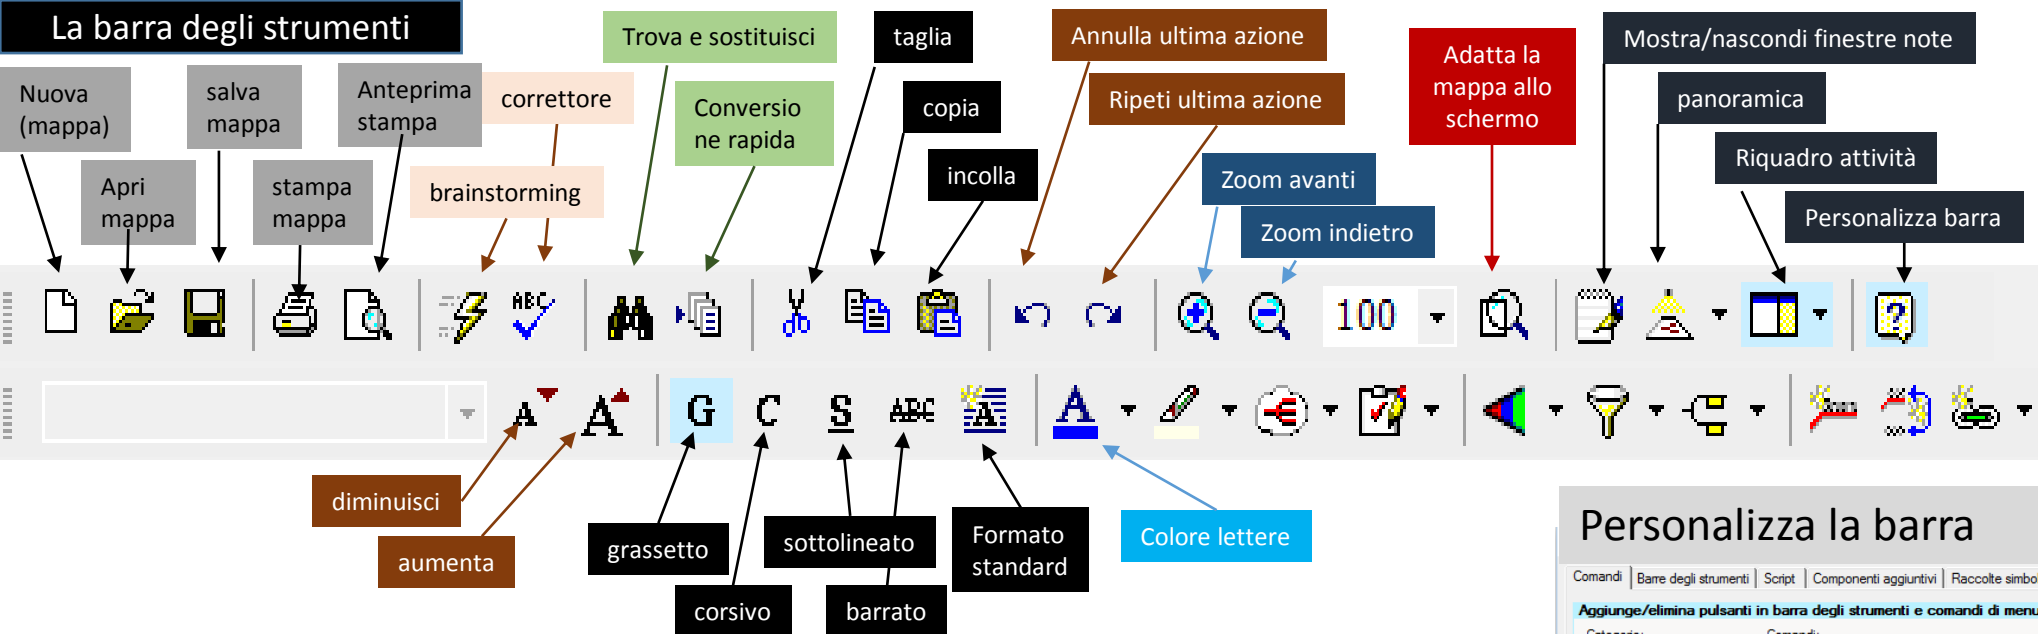 La barra degli strumenti
Nuova
(mappa)
Apri
mappa
salva
mappa
stampa
mappa
Anteprima
stampa
correttore
brainstorming
Trova e sostituisci
Conversio
ne rapida
taglia
copia
incolla
Annulla ultima azione
Ripeti ultima azione
Zoom avanti
Zoom indietro
Adatta la
mappa allo
schermo
Mostra/nascondi finestre note
panoramica
Riquadro attività
Personalizza barra
ABC
100
?
A A G C S ABC A A
diminuisci
aumenta
grassetto
corsivo
sottolineato
barrato
Formato
standard
Colore lettere
Personalizza la barra
Comandi Barre degli strumenti Script Componenti aggiuntivi Raccolte simbol
Aggiunge/elimina pulsanti in barra degli strumenti e comandi di menu